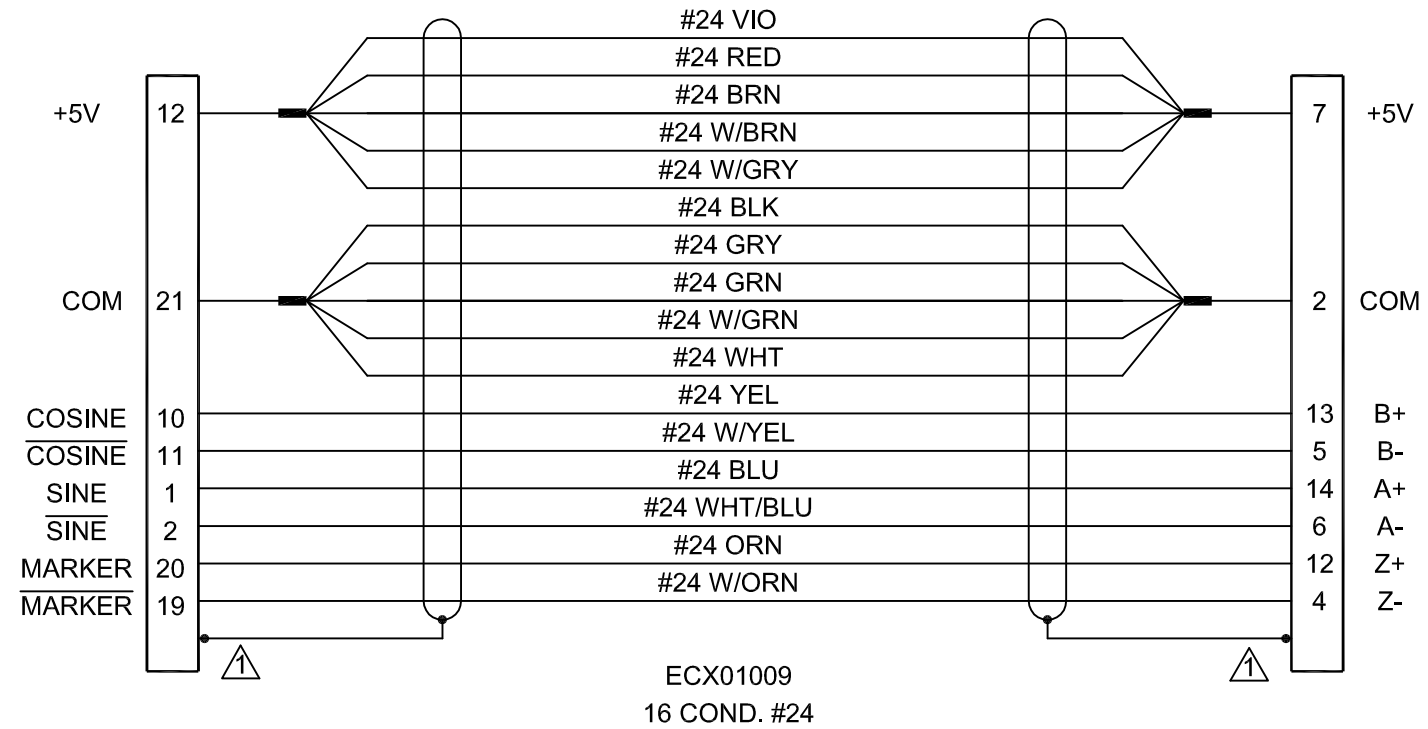 #24 VIO
#24 RED
#24 BRN
+5V 12 7 +5V
#24 W/BRN
#24 W/GRY
#24 BLK
#24 GRY
#24 GRN
COM 21 2 COM
#24 W/GRN
#24 WHT
#24 YEL
COSINE 10 13 B+
#24 W/YEL
COSINE 11 5 B-
#24 BLU
SINE 1 14 A+
#24 WHT/BLU
SINE 2 6 A-
#24 ORN
MARKER 20 12 Z+
#24 W/ORN
MARKER 19 4 Z-
1 1
ECX01009
16 COND. #24